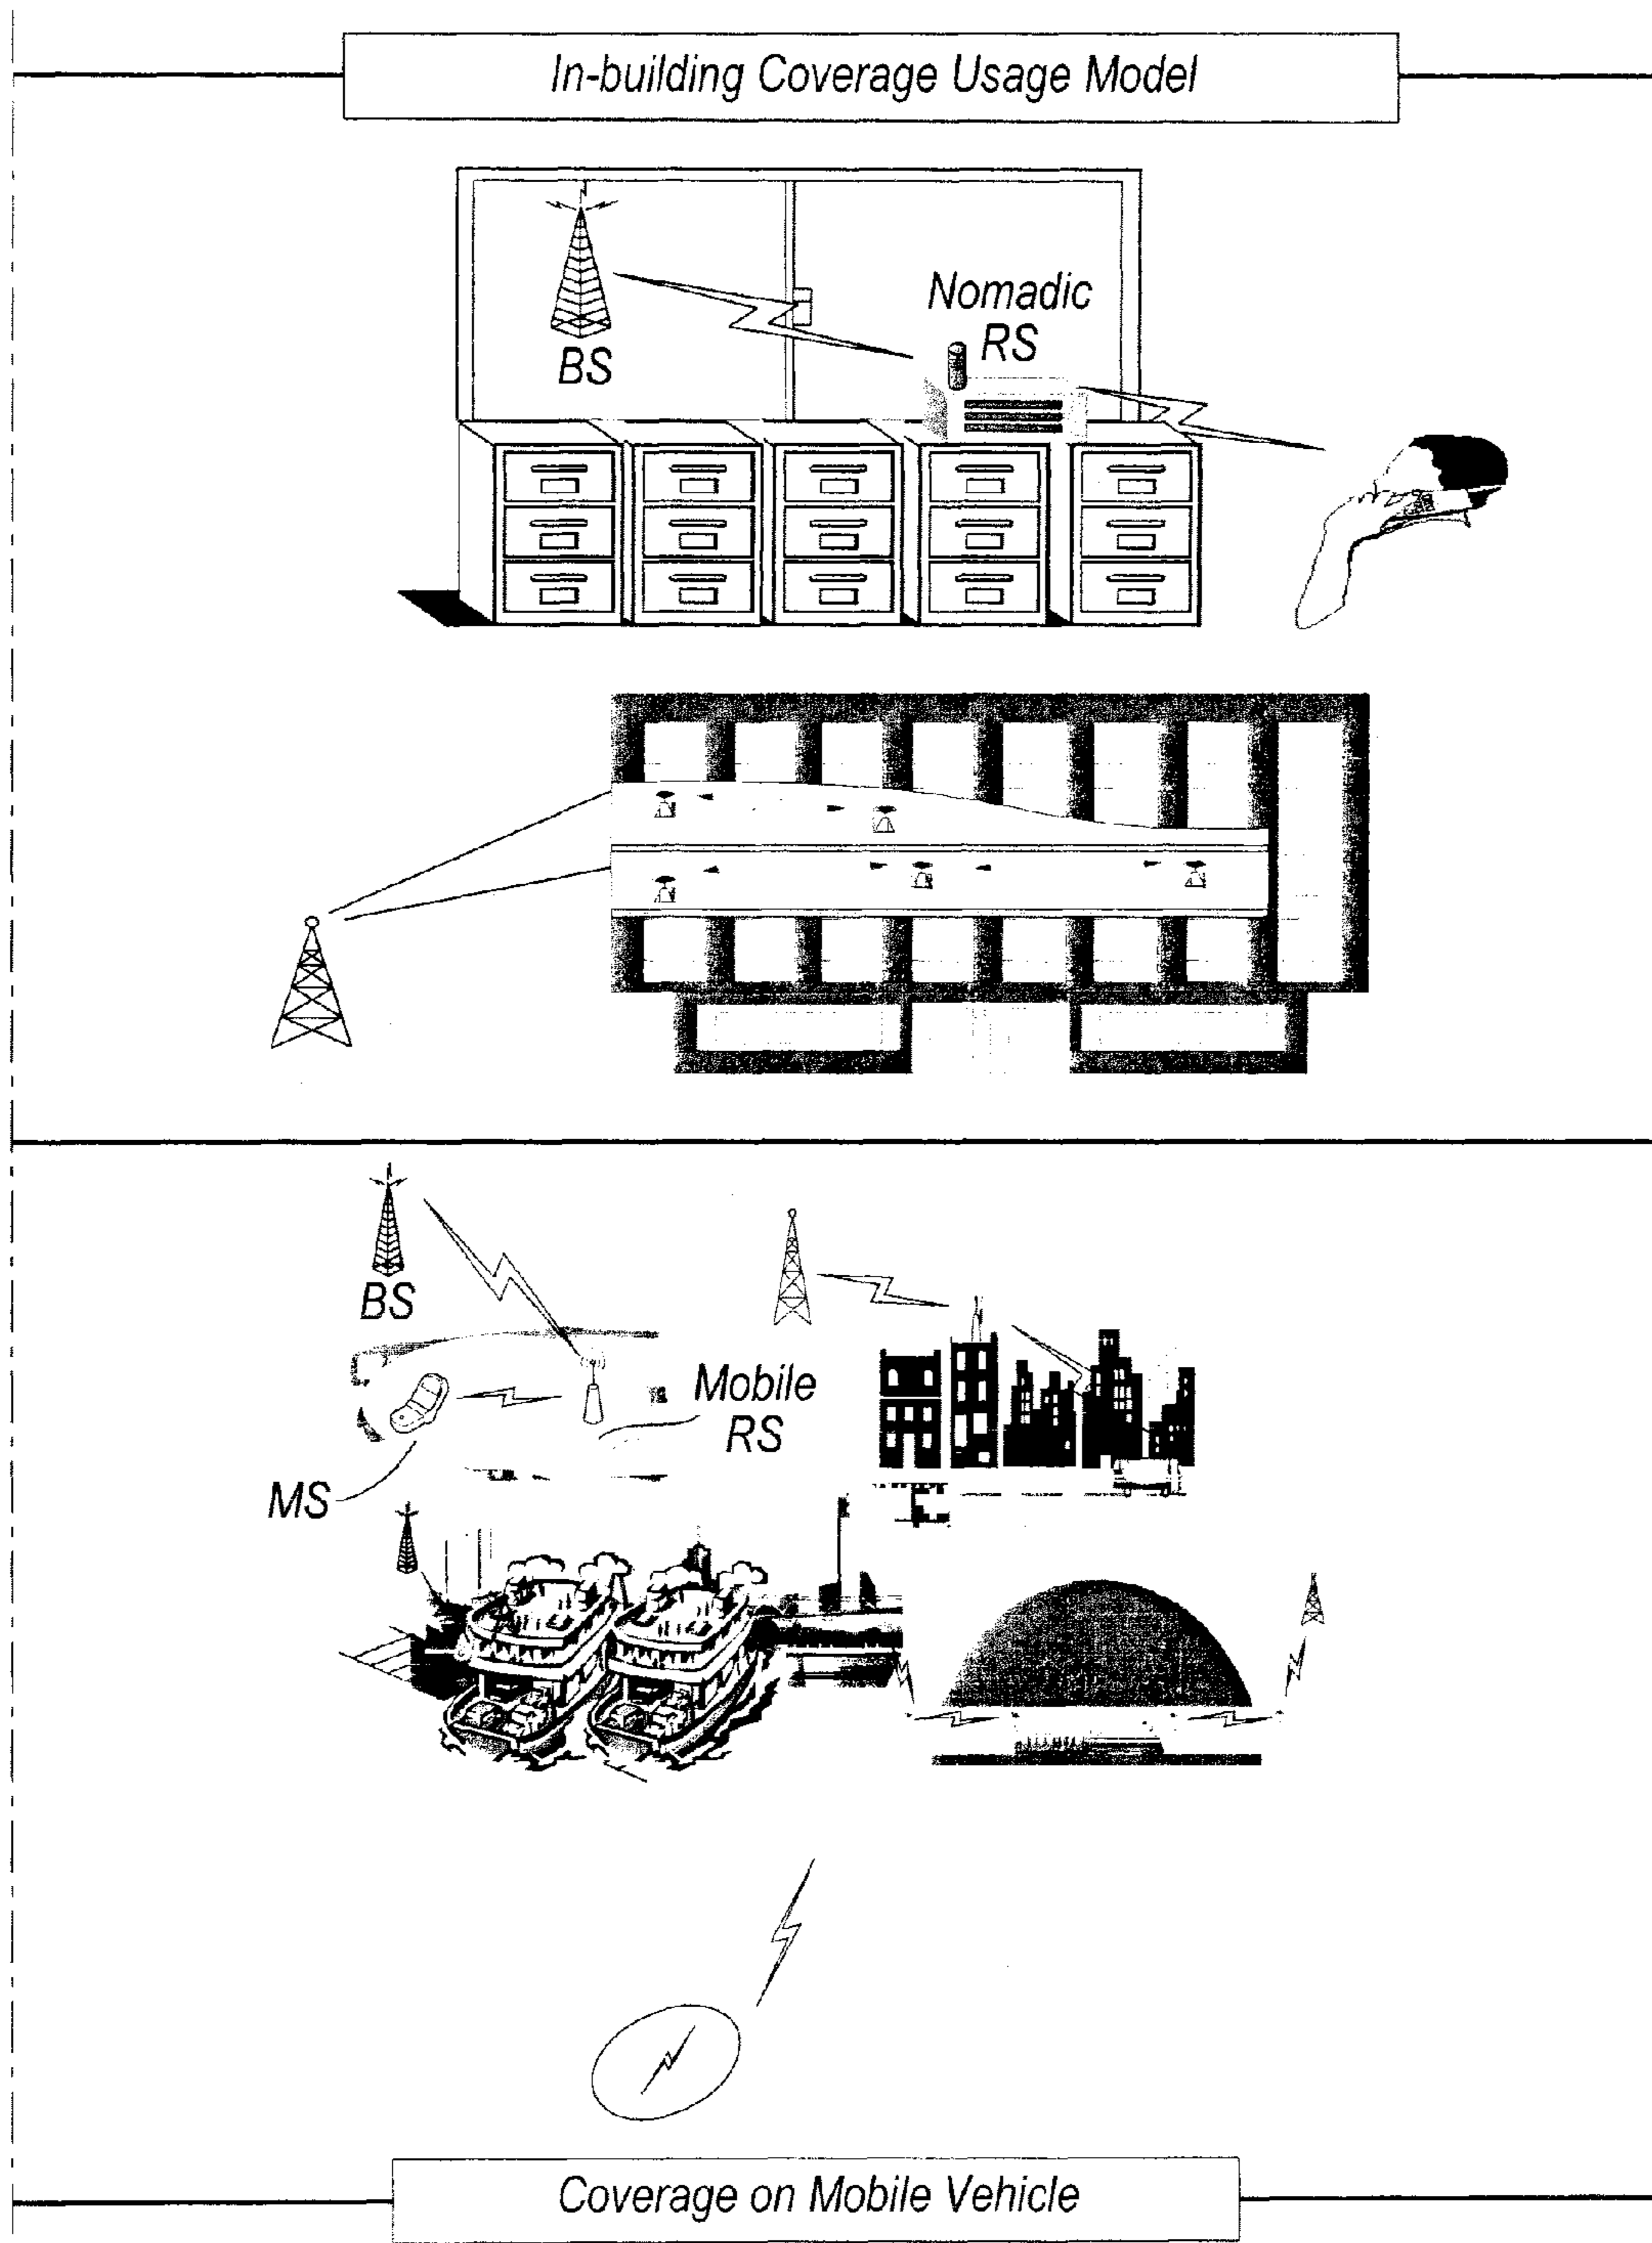 In-building Coverage Usage Model
BS
Nomadic
RS
BS
Mobile
RS
MS
Coverage on Mobile Vehicle